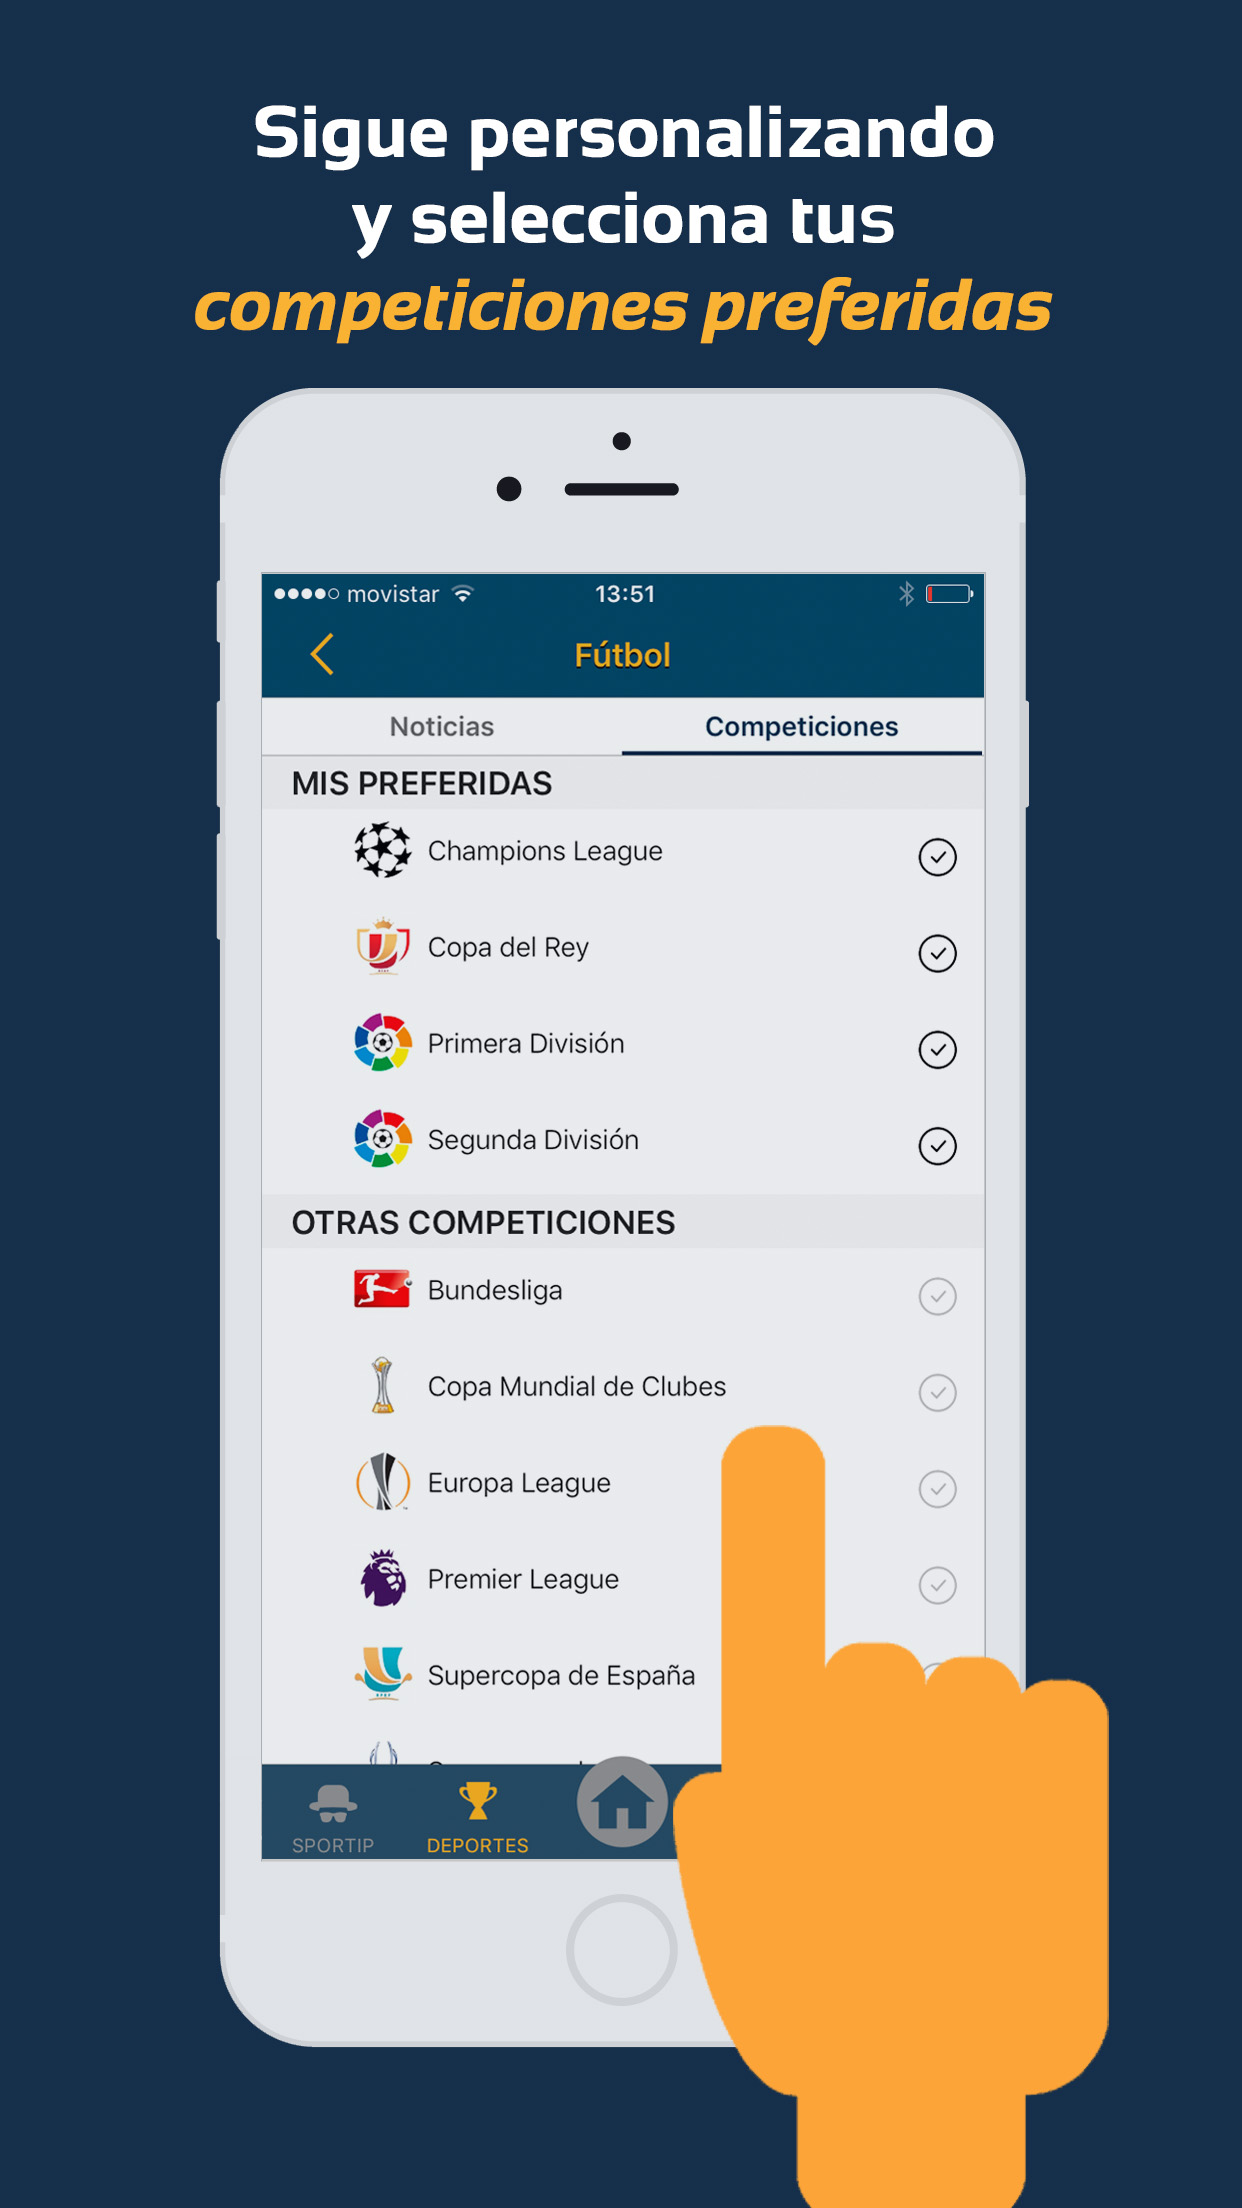 Sigue personalizando
y selecciona tus
competiciones preferidas
movistar 13:51
Fútbol
Noticias Competiciones
MIS PREFERIDAS
Champions League
Copa del Rey
Primera División
Segunda División
OTRAS COMPETICIONES
Bundesliga
Copa Mundial de Clubes
Europa League
Premier League
Supercopa de España
SPORTIP DEPORTES